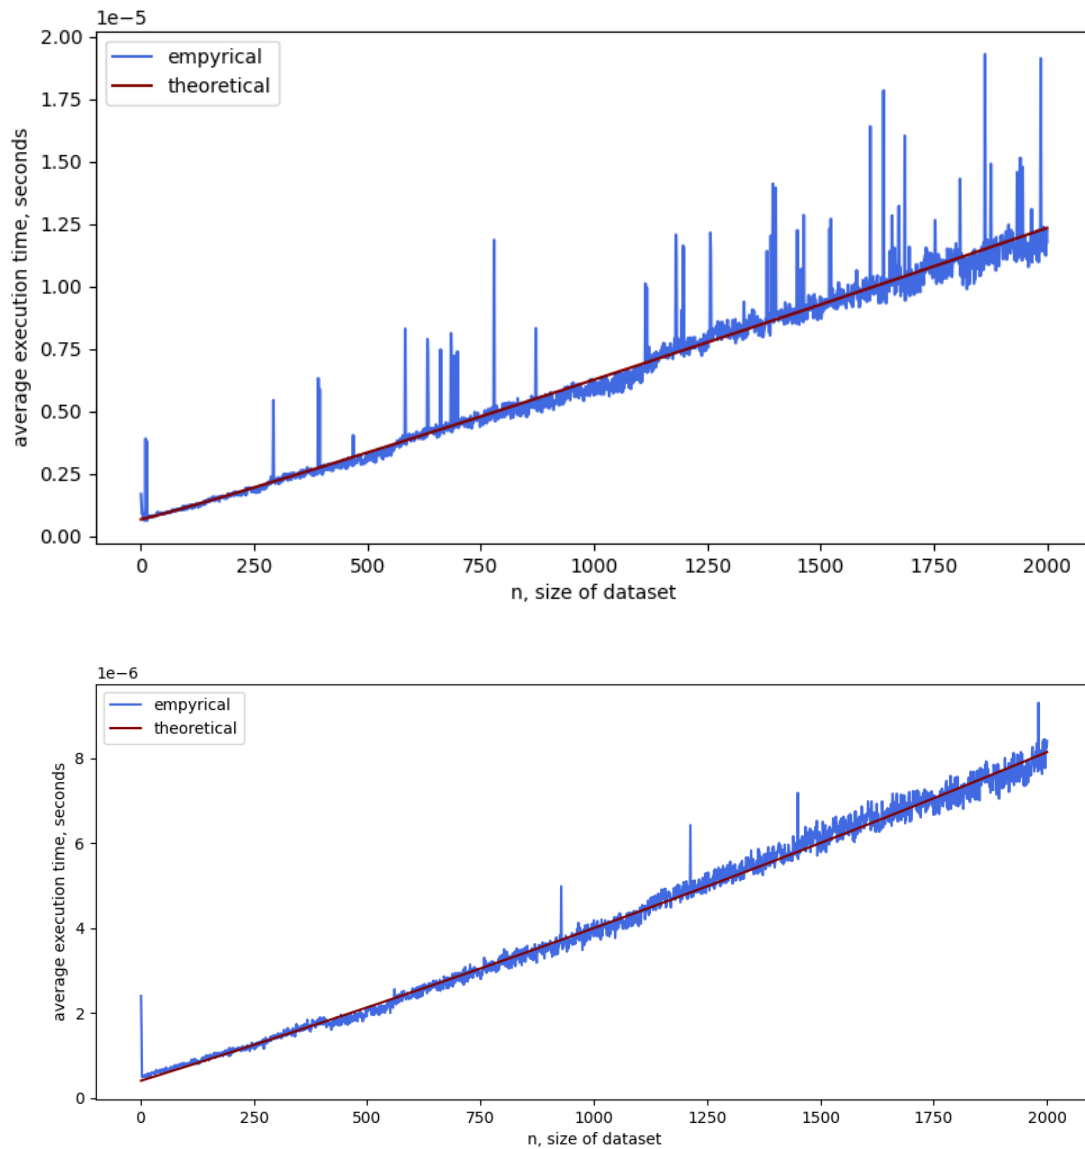 1e−5
2.00
1.75
1.50
1.25
1.00
0.75
0.50
0.25
0.00
average execution time, seconds
empyrical
theoretical
0 250 500 750 1000 1250 1500 1750 2000
n, size of dataset
1e−6
8
6
4
2
0
average execution time, seconds
empyrical
theoretical
0 250 500 750 1000 1250 1500 1750 2000
n, size of dataset